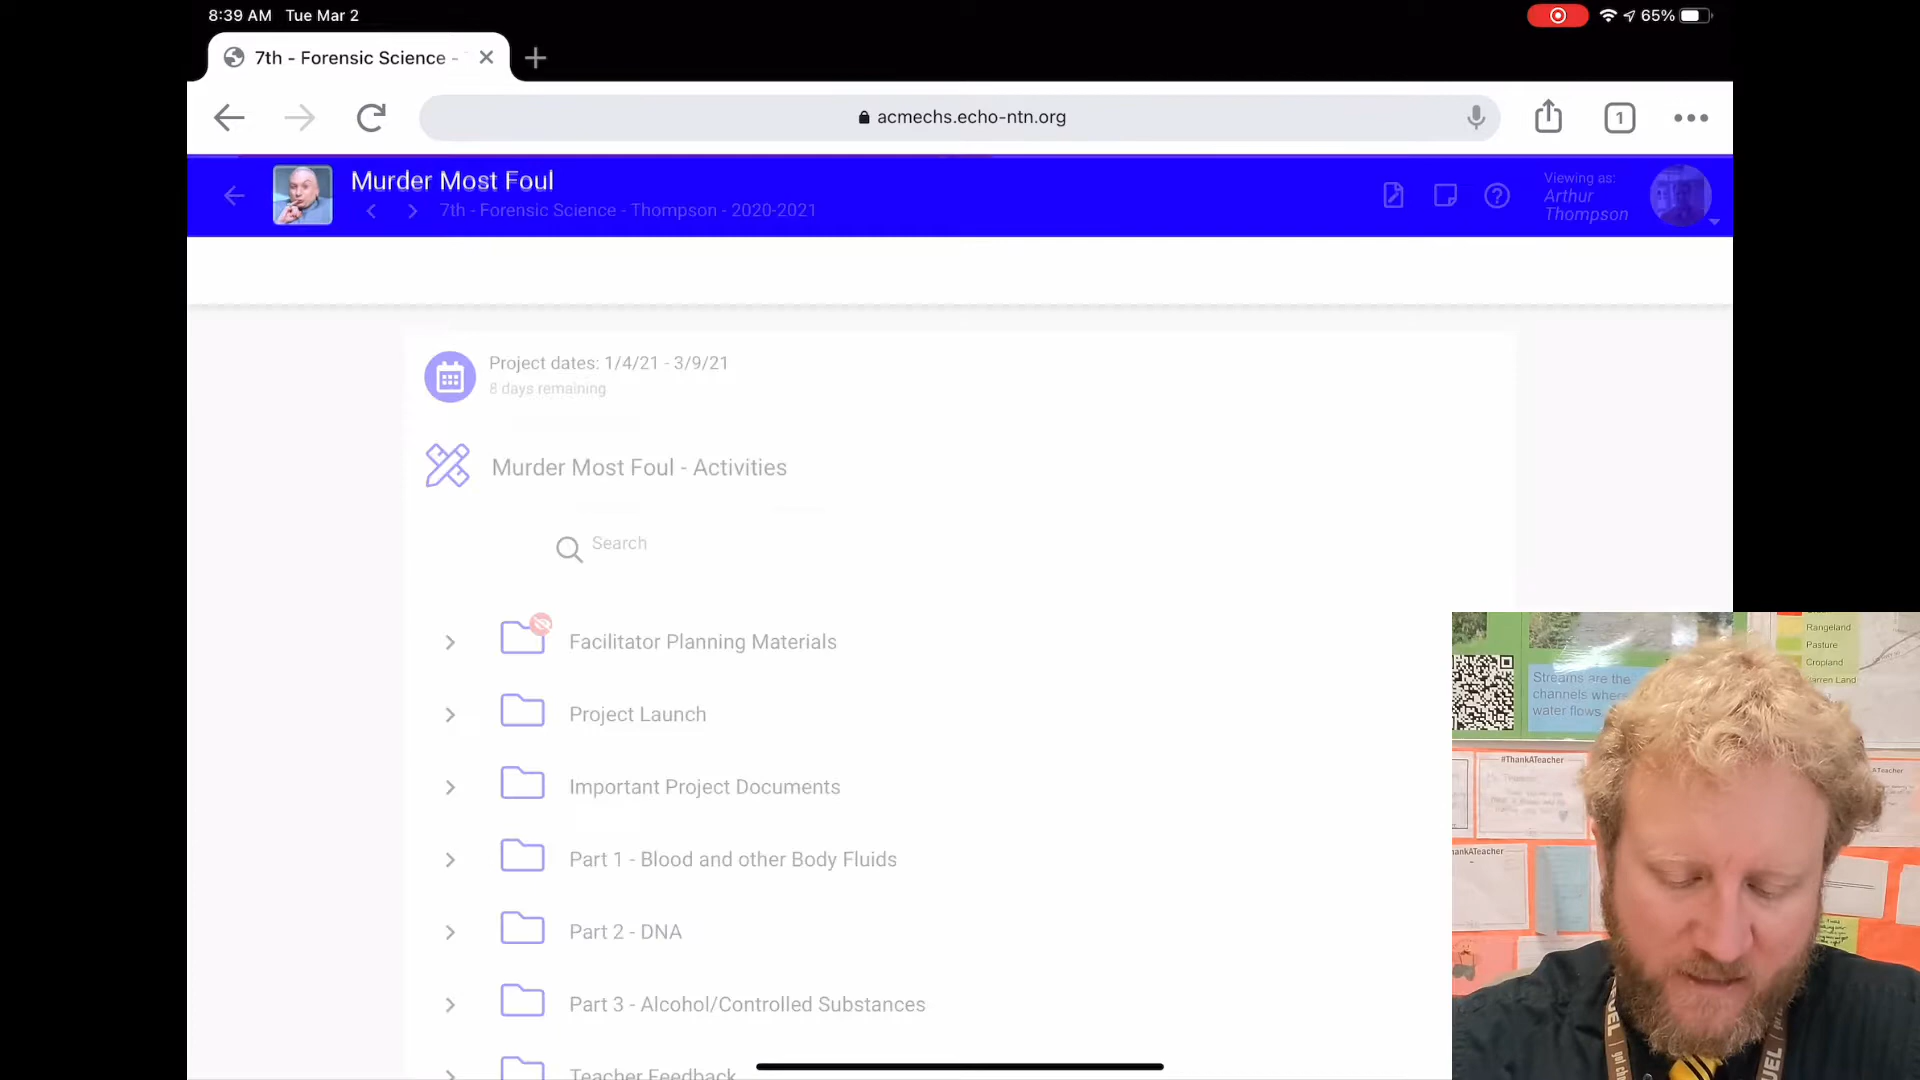 8:39 AM Tue Mar 2
65%
7th - Forensic Science -
acmechs.echo-ntn.org
1
Murder Most Foul
7th - Forensic Science - Thompson - 2020-2021
Viewing as:
Arthur
Thompson
Project dates: 1/4/21 - 3/9/21
8 days remaining
Murder Most Foul - Activities
Search
Facilitator Planning Materials
Project Launch
Important Project Documents
Part 1 - Blood and other Body Fluids
Part 2 - DNA
Part 3 - Alcohol/Controlled Substances
Teacher Feedback
Rangeland
Pasture
Cropland
Barren Land
Streams are the
channels where
water flows
#ThankATeacher